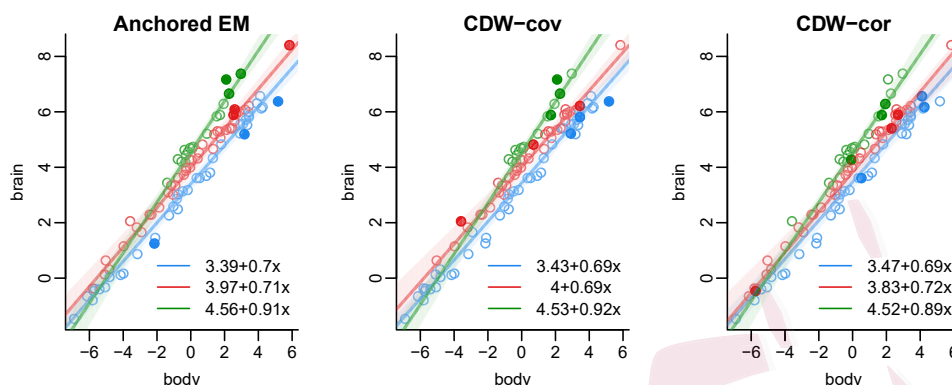 Anchored EM
CDW−cov
CDW−cor
brain
8
6
4
2
0
−6 −4 −2 0 2 4 6
body
3.39+0.7x
3.97+0.71x
4.56+0.91x
brain
8
6
4
2
0
−6 −4 −2 0 2 4 6
body
3.43+0.69x
4+0.69x
4.53+0.92x
brain
8
6
4
2
0
−6 −4 −2 0 2 4 6
body
3.47+0.69x
3.83+0.72x
4.52+0.89x